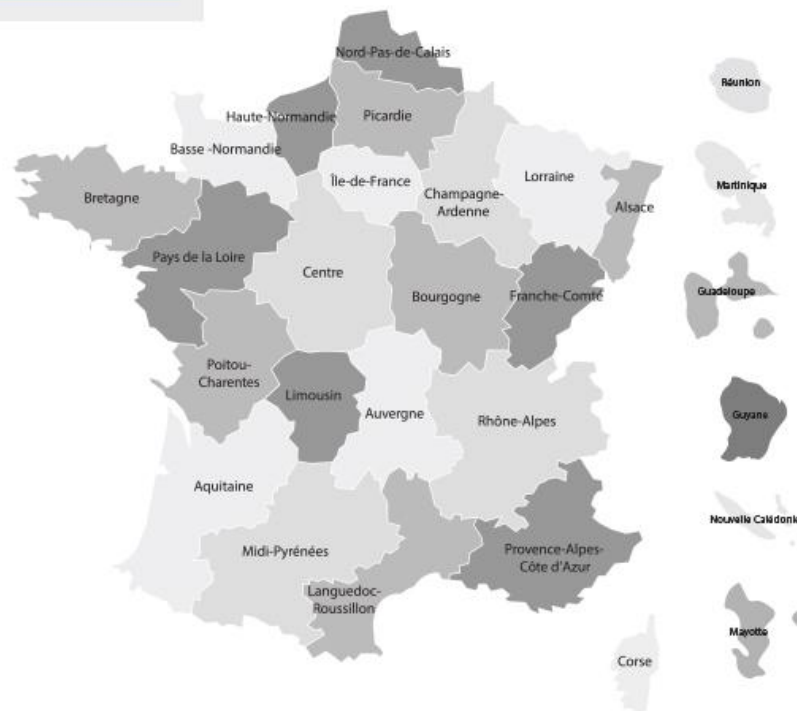 Nord-Pas-de-Calais
Réunion
Haute-Normandie
Picardie
Basse -Normandie
Île-de-France
Lorraine
Martinique
Champagne-
Ardenne
Bretagne
Alsace
Pays de la Loire
Centre
Bourgogne
Franche-Comté
Guadeloupe
Poitou-
Charentes
Limousin
Auvergne
Rhône-Alpes
Guyane
Aquitaine
Nouvelle Calédonie
Midi-Pyrénées
Provence-Alpes-
Côte d'Azur
Languedoc-
Roussillon
Mayotte
Corse